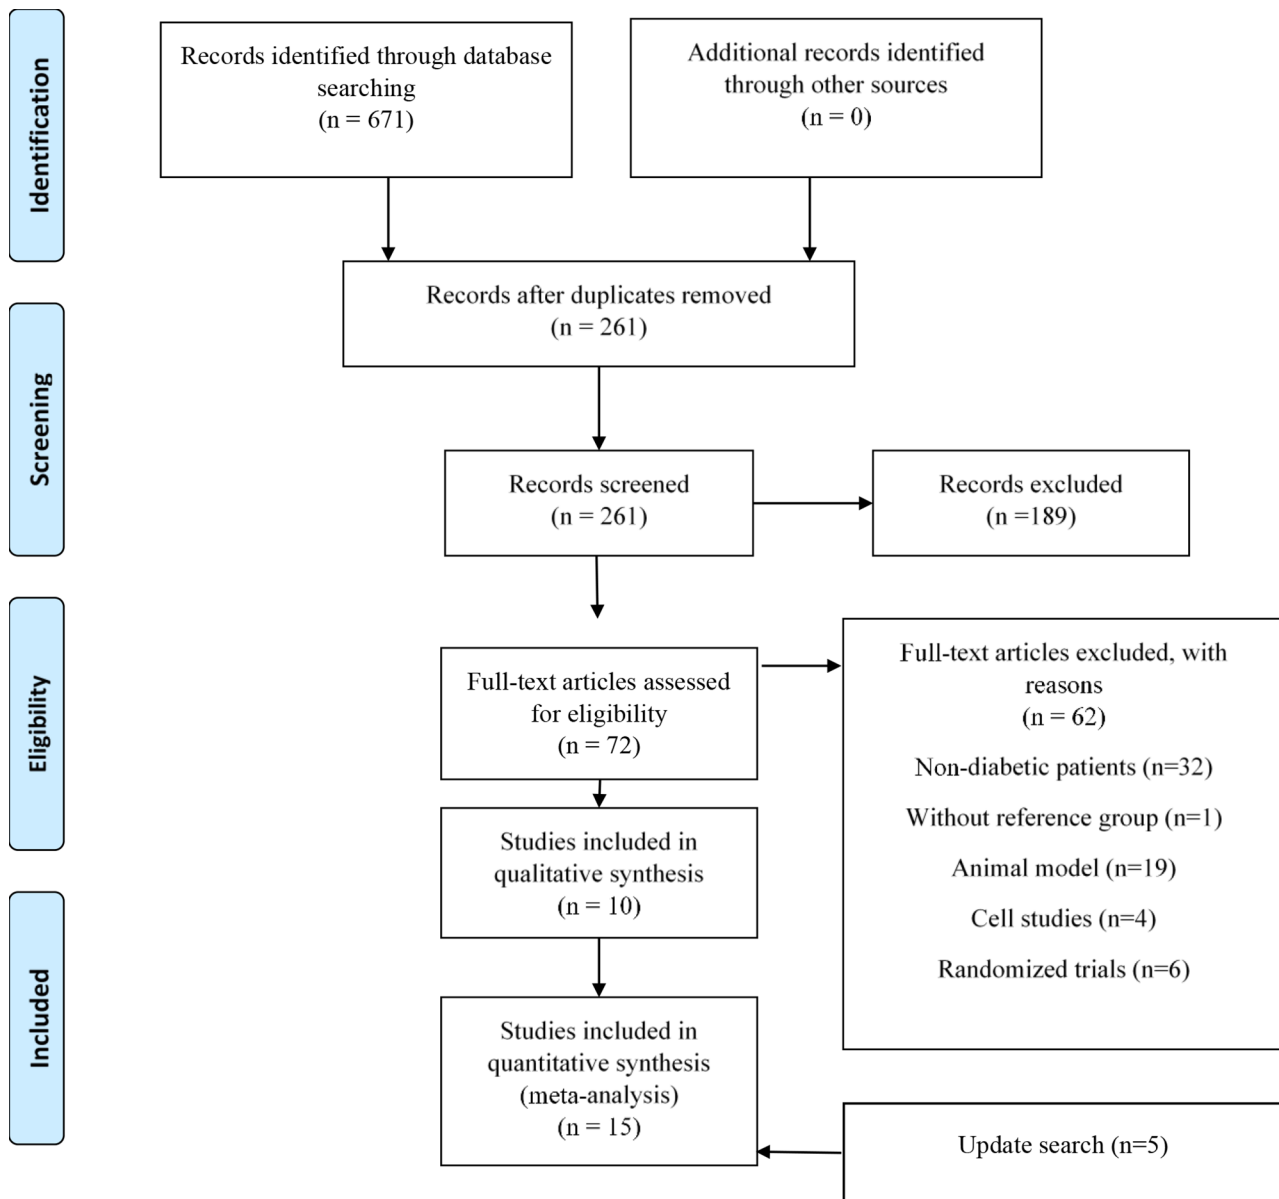 Identification
Records identified through database
searching
(n = 671)
Additional records identified
through other sources
(n = 0)
Records after duplicates removed
(n = 261)
Screening
Records screened
(n = 261)
Records excluded
(n =189)
Eligibility
Full-text articles assessed
for eligibility
(n = 72)
Full-text articles excluded, with
reasons
(n = 62)
Non-diabetic patients (n=32)
Without reference group (n=1)
Animal model (n=19)
Cell studies (n=4)
Randomized trials (n=6)
Studies included in
qualitative synthesis
(n = 10)
Included
Studies included in
quantitative synthesis
(meta-analysis)
(n = 15)
Update search (n=5)